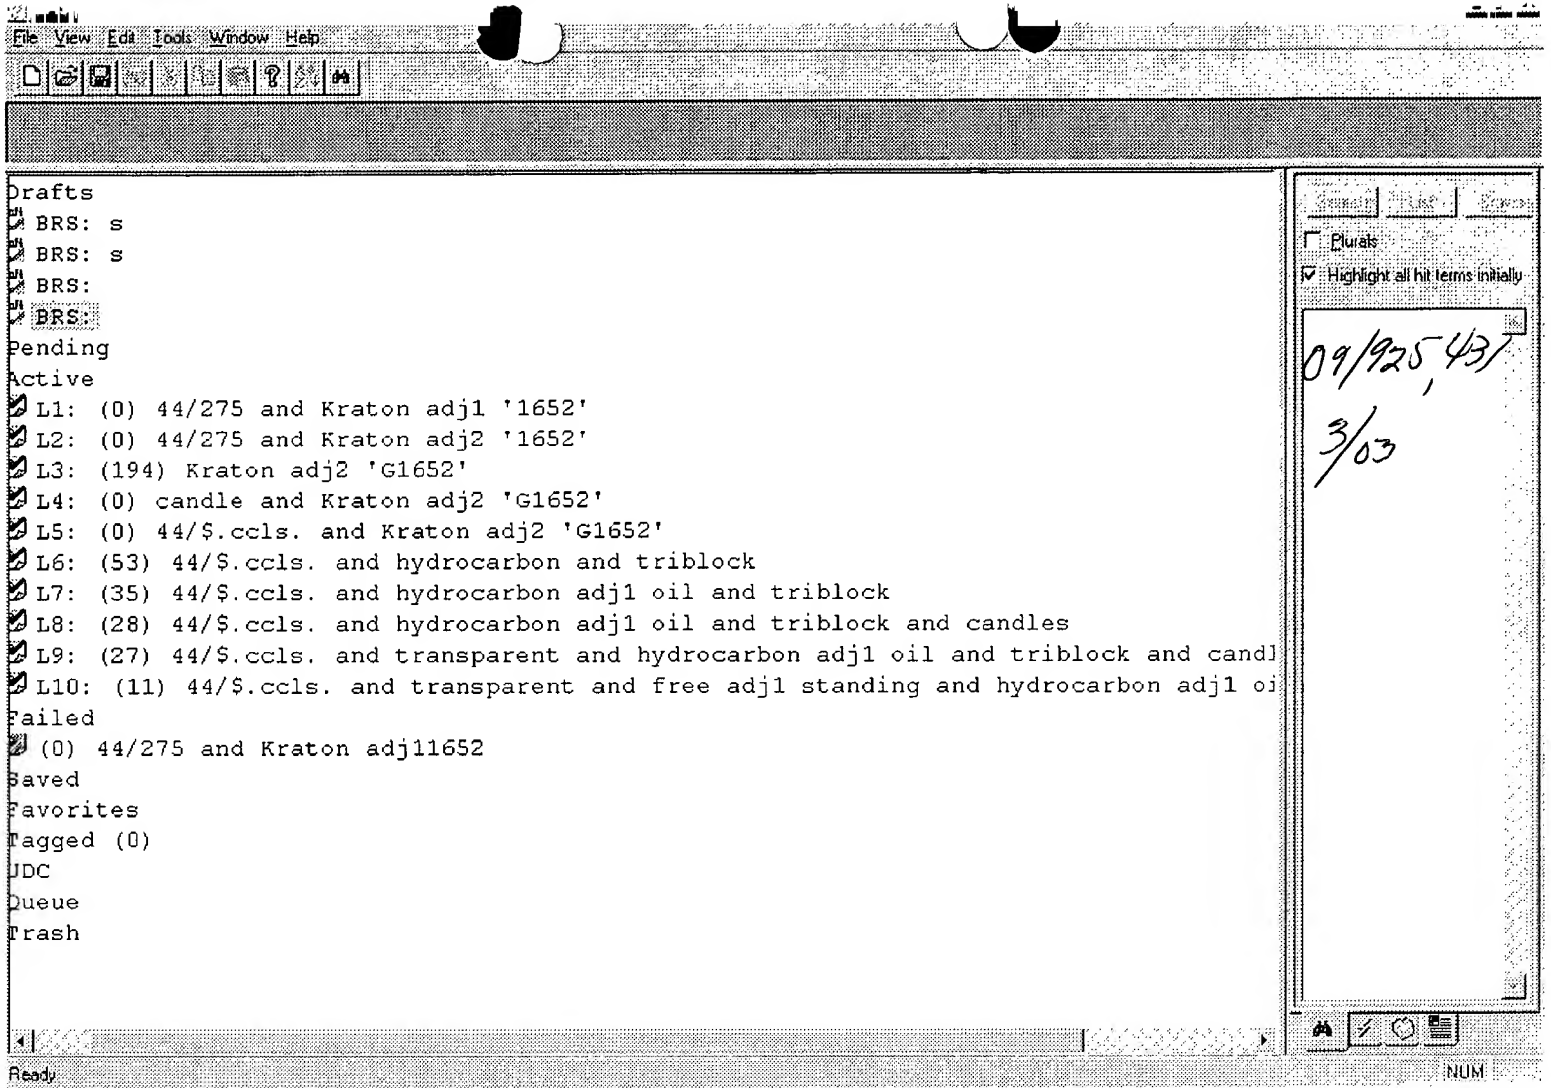 File View Edit Tools Window Help
Drafts
BRS: s
BRS: s
BRS:
BRS:
Pending
Active
L1: (0) 44/275 and Kraton adj1 '1652'
L2: (0) 44/275 and Kraton adj2 '1652'
L3: (194) Kraton adj2 'G1652'
L4: (0) candle and Kraton adj2 'G1652'
L5: (0) 44/$.ccls. and Kraton adj2 'G1652'
L6: (53) 44/$.ccls. and hydrocarbon and triblock
L7: (35) 44/$.ccls. and hydrocarbon adj1 oil and triblock
L8: (28) 44/$.ccls. and hydrocarbon adj1 oil and triblock and candles
L9: (27) 44/$.ccls. and transparent and hydrocarbon adj1 oil and triblock and candl
L10: (11) 44/$.ccls. and transparent and free adj1 standing and hydrocarbon adj1 oi
Failed
(0) 44/275 and Kraton adj11652
Saved
Favorites
Tagged (0)
UDC
Queue
Trash
Plurals
Highlight all hit terms initially
09/925,431
3/03
Ready
NUM